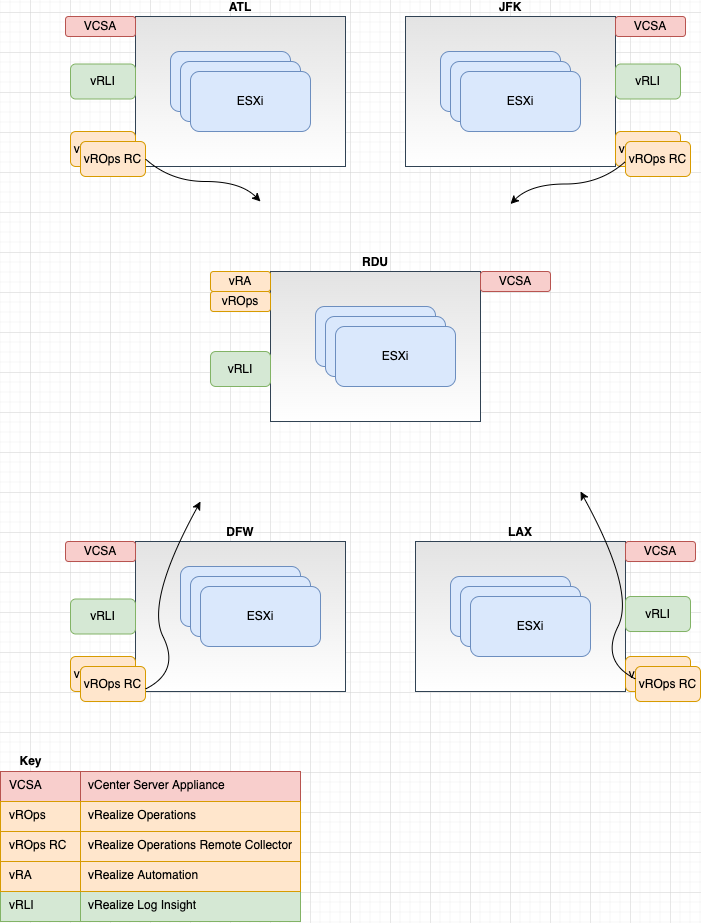 ATL
JFK
VCSA
VCSA
vRLI
ESXi
ESXi
vRLI
v
vROps RC
v
vROps RC
RDU
vRA
VCSA
vROps
vRLI
ESXi
DFW
LAX
VCSA
VCSA
vRLI
ESXi
ESXi
vRLI
v
vROps RC
v
vROps RC
Key
VCSA vCenter Server Appliance
vROps vRealize Operations
vROps RC vRealize Operations Remote Collector
vRA vRealize Automation
vRLI vRealize Log Insight